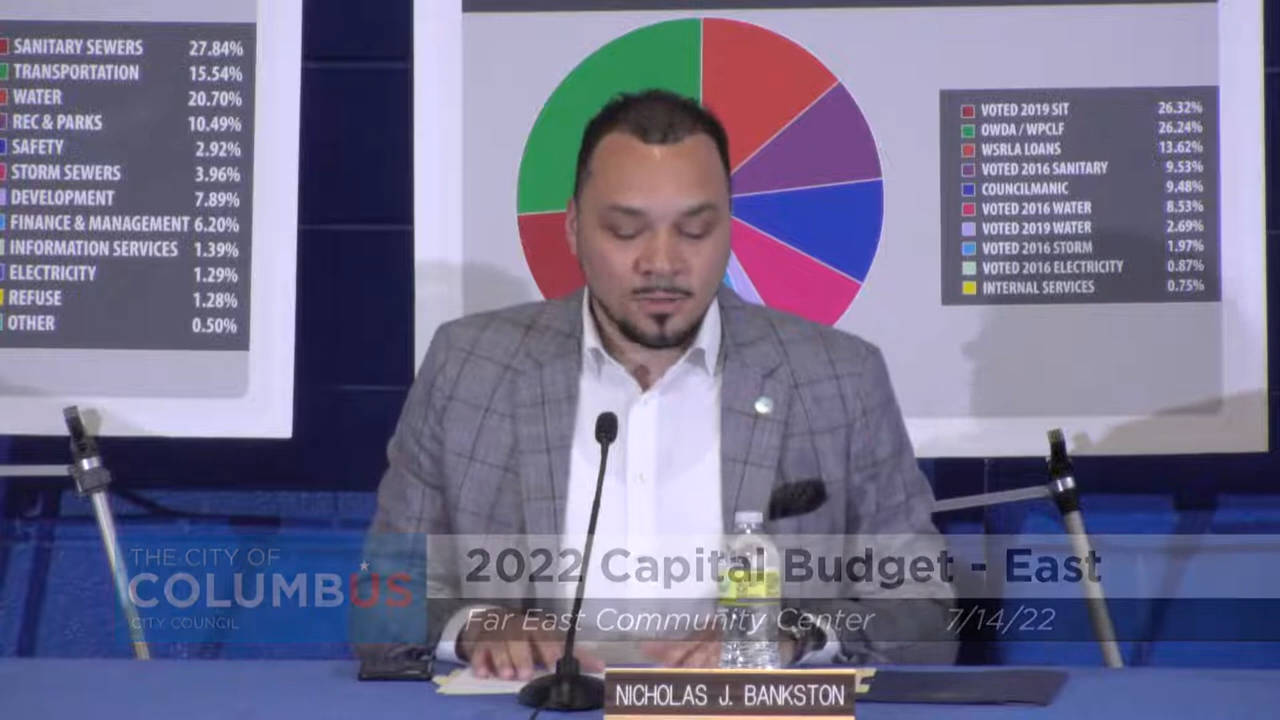 SANITARY SEWERS 27.84%
TRANSPORTATION 15.54%
WATER 20.70%
REC & PARKS 10.49%
SAFETY 2.92%
STORM SEWERS 3.96%
DEVELOPMENT 7.89%
FINANCE & MANAGEMENT 6.20%
INFORMATION SERVICES 1.39%
ELECTRICITY 1.29%
REFUSE 1.28%
OTHER 0.50%
VOTED 2019 SIT 26.32%
OWDA / WPCLF 26.24%
WSRLA LOANS 13.62%
VOTED 2016 SANITARY 9.53%
COUNCILMANIC 9.48%
VOTED 2016 WATER 8.53%
VOTED 2019 WATER 2.69%
VOTED 2016 STORM 1.97%
VOTED 2016 ELECTRICITY 0.87%
INTERNAL SERVICES 0.75%
THE CITY OF
COLUMBUS
CITY COUNCIL
2022 Capital Budget - East
Far East Community Center 7/14/22
NICHOLAS J. BANKSTON